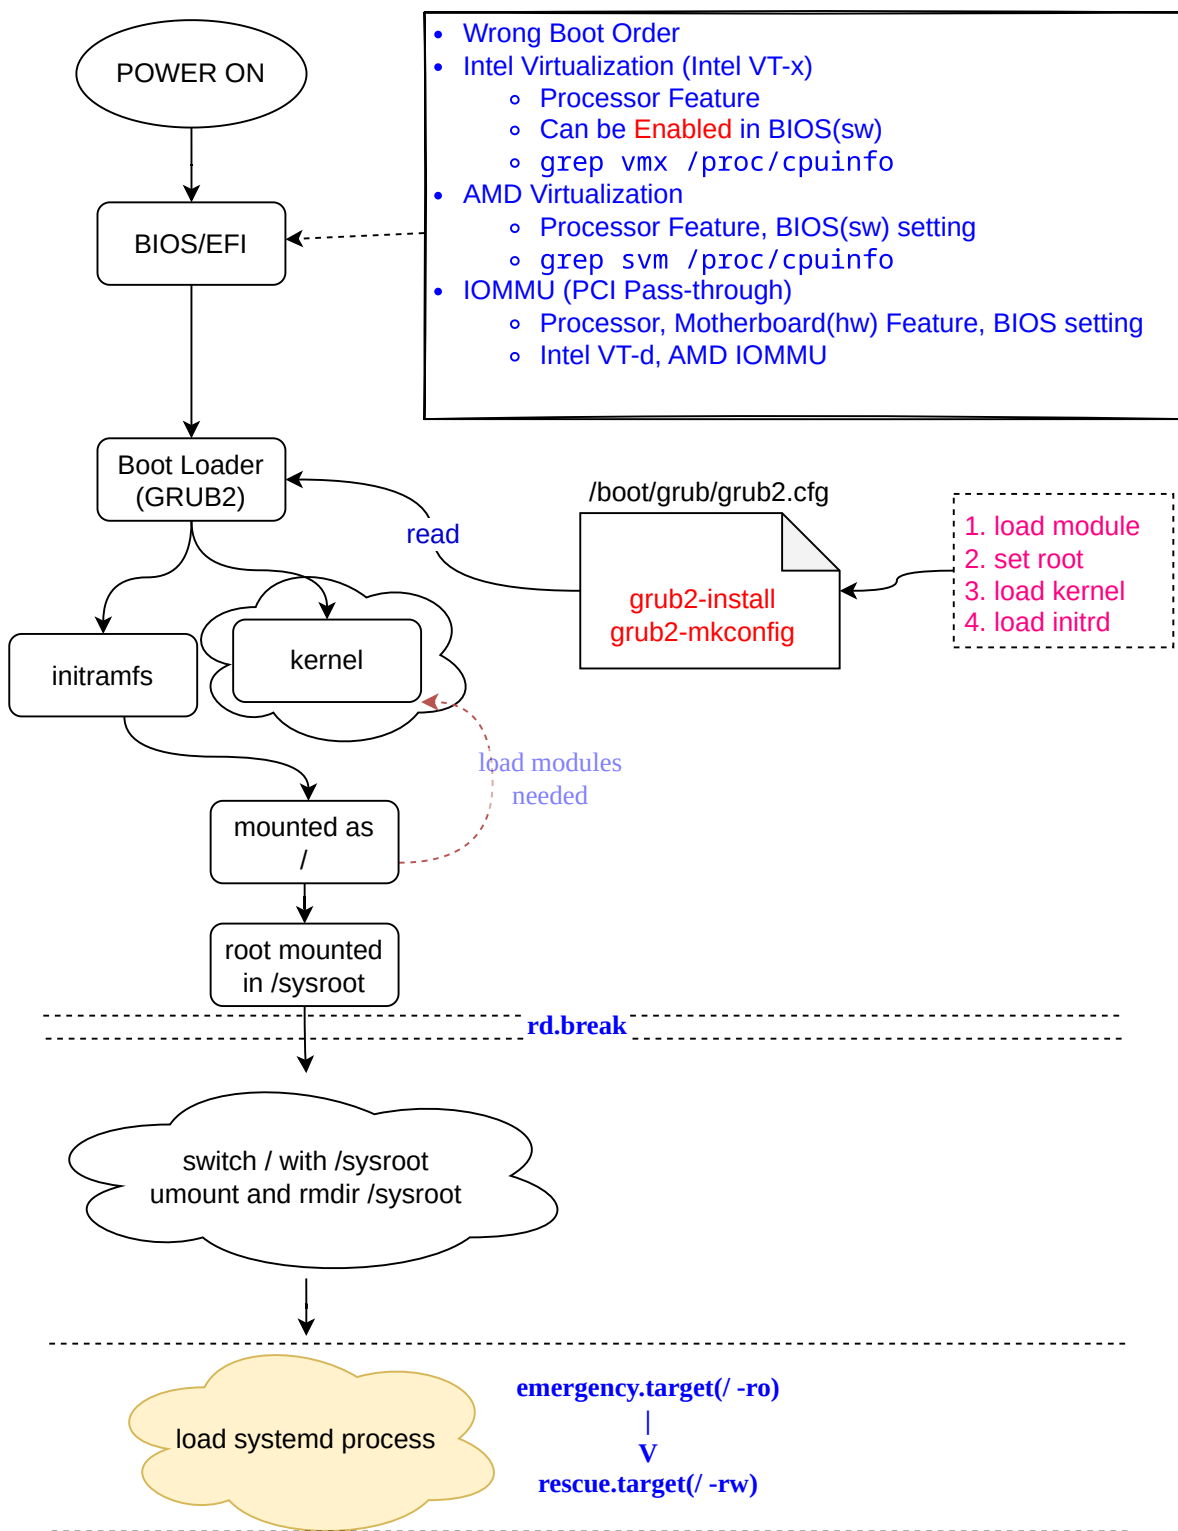 POWER ON
Wrong Boot Order
Intel Virtualization (Intel VT-x)
Processor Feature
Can be Enabled in BIOS(sw)
grep vmx /proc/cpuinfo
AMD Virtualization
Processor Feature, BIOS(sw) setting
grep svm /proc/cpuinfo
IOMMU (PCI Pass-through)
Processor, Motherboard(hw) Feature, BIOS setting
Intel VT-d, AMD IOMMU
BIOS/EFI
Boot Loader
(GRUB2)
read
/boot/grub/grub2.cfg
grub2-install
grub2-mkconfig
1. load module
2. set root
3. load kernel
4. load initrd
initramfs
kernel
load modules
needed
mounted as
/
root mounted
in /sysroot
rd.break
switch / with /sysroot
umount and rmdir /sysroot
load systemd process
emergency.target(/ -ro)
|
V
rescue.target(/ -rw)